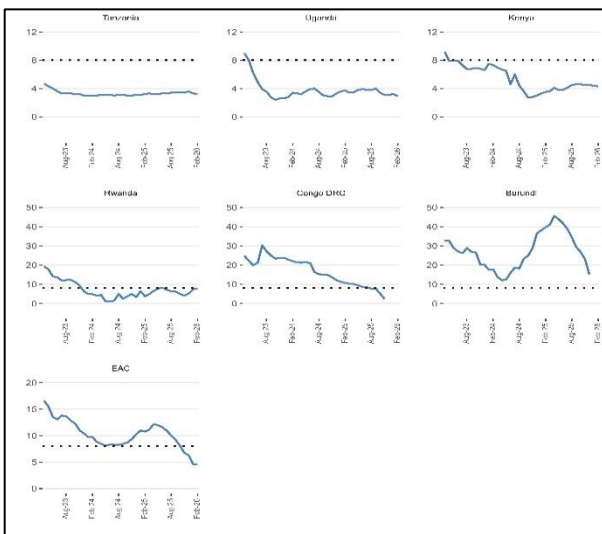 Tanzania
Uganda
Kenya
12
8
4
0
12
8
4
0
12
8
4
0
Aug-23
Feb-24
Aug-24
Feb-25
Aug-25
Feb-26
Aug-23
Feb-24
Aug-24
Feb-25
Aug-25
Feb-26
Aug-23
Feb-24
Aug-24
Feb-25
Aug-25
Feb-26
Rwanda
Congo DRC
Burundi
50
40
30
20
10
0
50
40
30
20
10
0
50
40
30
20
10
0
Aug-23
Feb-24
Aug-24
Feb-25
Aug-25
Feb-26
Aug-23
Feb-24
Aug-24
Feb-25
Aug-25
Feb-26
Aug-23
Feb-24
Aug-24
Feb-25
Aug-25
Feb-26
EAC
20
15
10
5
0
Aug-23
Feb-24
Aug-24
Feb-25
Aug-25
Feb-26